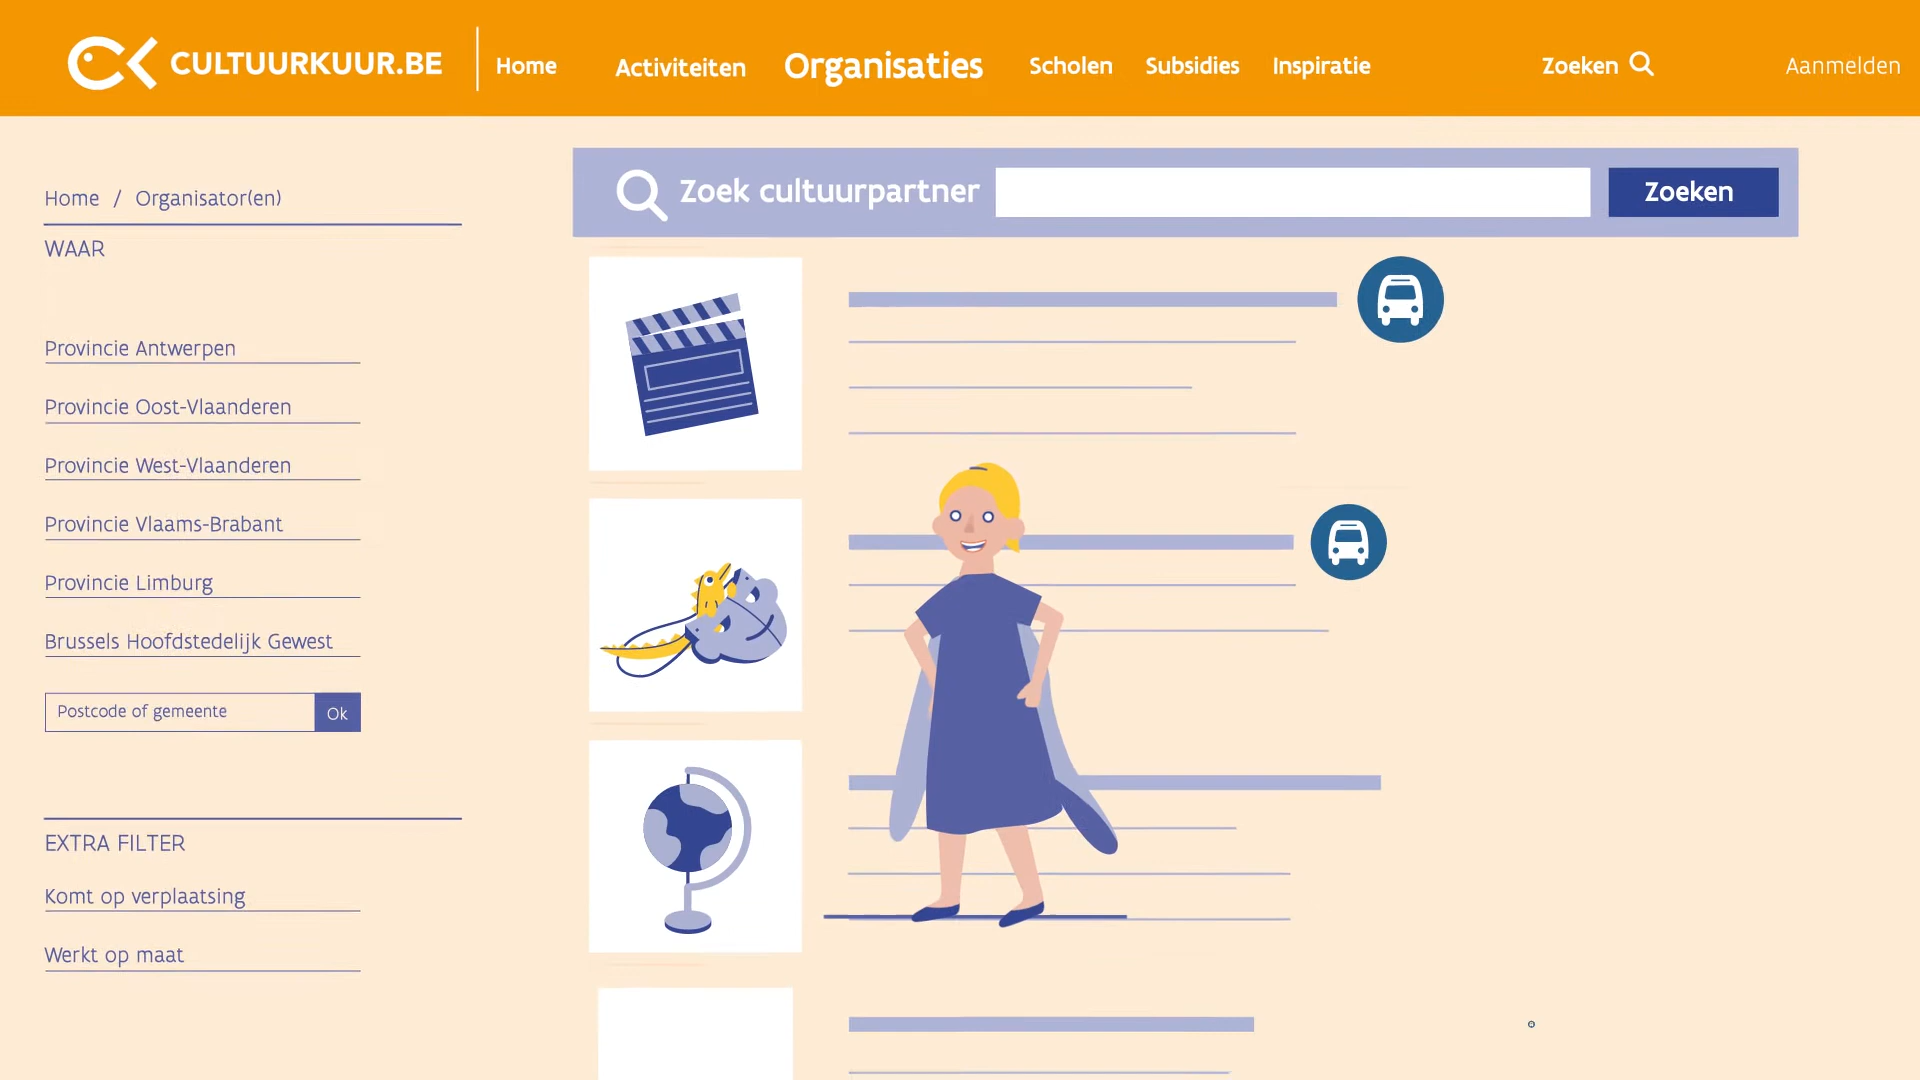 CULTUURKUUR.BE Home Activiteiten Organisaties Scholen Subsidies Inspiratie Zoeken Aanmelden
Home / Organisator(en)
WAAR
Provincie Antwerpen
Provincie Oost-Vlaanderen
Provincie West-Vlaanderen
Provincie Vlaams-Brabant
Provincie Limburg
Brussels Hoofdstedelijk Gewest
Postcode of gemeente Ok
EXTRA FILTER
Komt op verplaatsing
Werkt op maat
Zoek cultuurpartner Zoeken